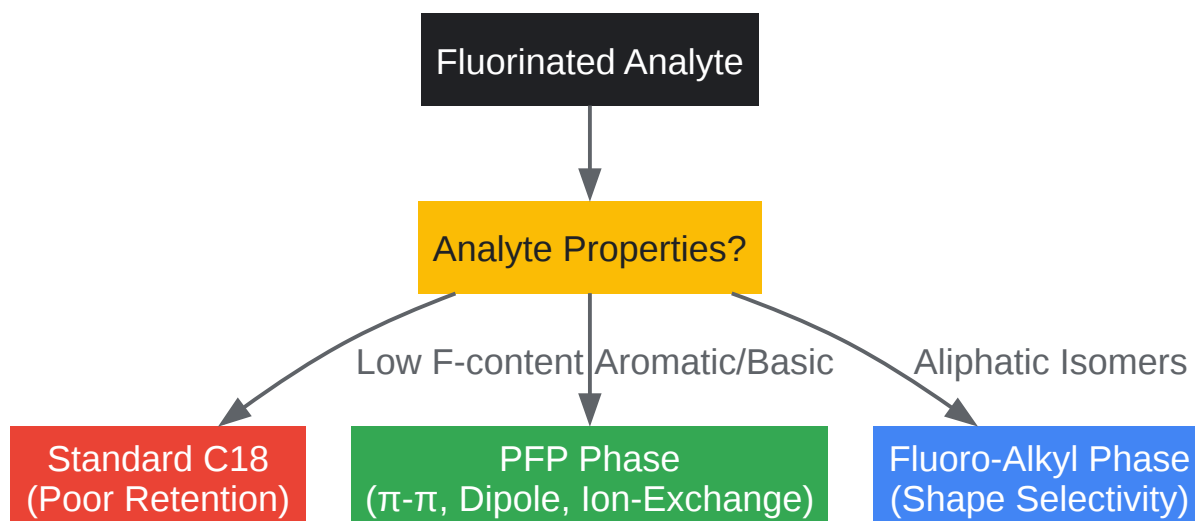 Fluorinated Analyte
Analyte Properties?
Low F-content
Aromatic/Basic
Aliphatic Isomers
Standard C18
(Poor Retention)
PFP Phase
(π-π, Dipole, Ion-Exchange)
Fluoro-Alkyl Phase
(Shape Selectivity)